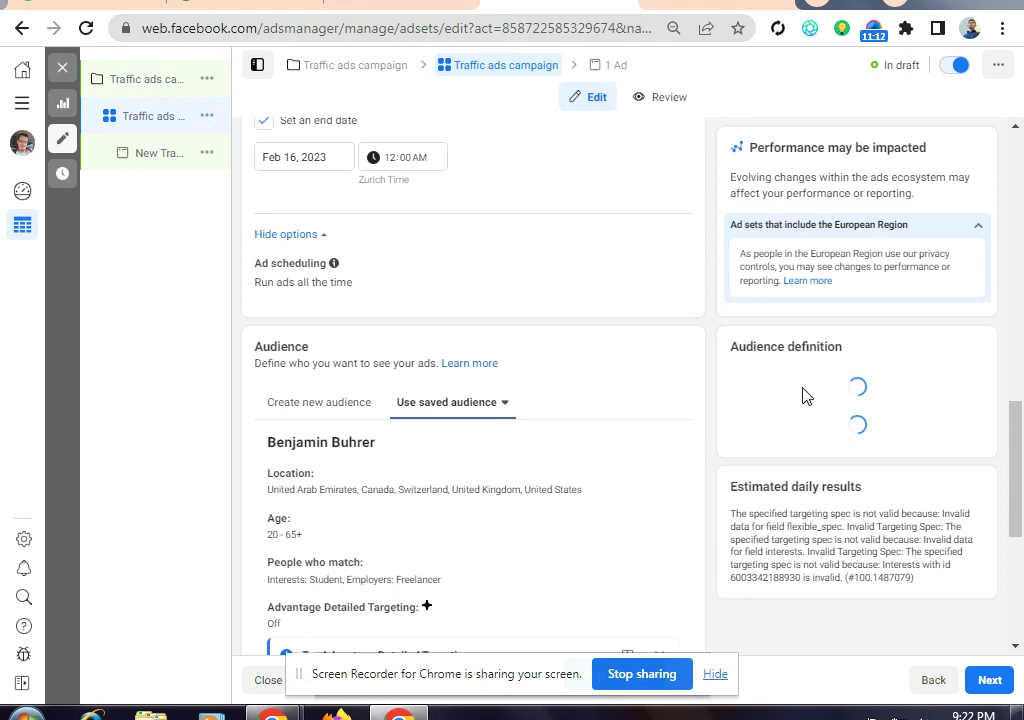 web.facebook.com/adsmanager/manage/adsets/edit?act=858722585329674&na...
11:12
Traffic ads ca...
Traffic ads ...
New Tra...
Traffic ads campaign
Traffic ads campaign
1 Ad
In draft
Edit
Review
Set an end date
Feb 16, 2023
12:00 AM
Zurich Time
Hide options
Ad scheduling
Run ads all the time
Audience
Define who you want to see your ads. Learn more
Create new audience
Use saved audience
Benjamin Buhrer
Location:
United Arab Emirates, Canada, Switzerland, United Kingdom, United States
Age:
20 - 65+
People who match:
Interests: Student, Employers: Freelancer
Advantage Detailed Targeting:
Off
Performance may be impacted
Evolving changes within the ads ecosystem may
affect your performance or reporting.
Ad sets that include the European Region
As people in the European Region use our privacy
controls, you may see changes to performance or
reporting. Learn more
Audience definition
Estimated daily results
The specified targeting spec is not valid because: Invalid
data for field flexible_spec. Invalid Targeting Spec: The
specified targeting spec is not valid because: Invalid data
for field interests. Invalid Targeting Spec: The specified
targeting spec is not valid because: Interests with id
6003342188930 is invalid. (#100.1487079)
Close
Screen Recorder for Chrome is sharing your screen.
Stop sharing
Hide
Back
Next
9:22 PM